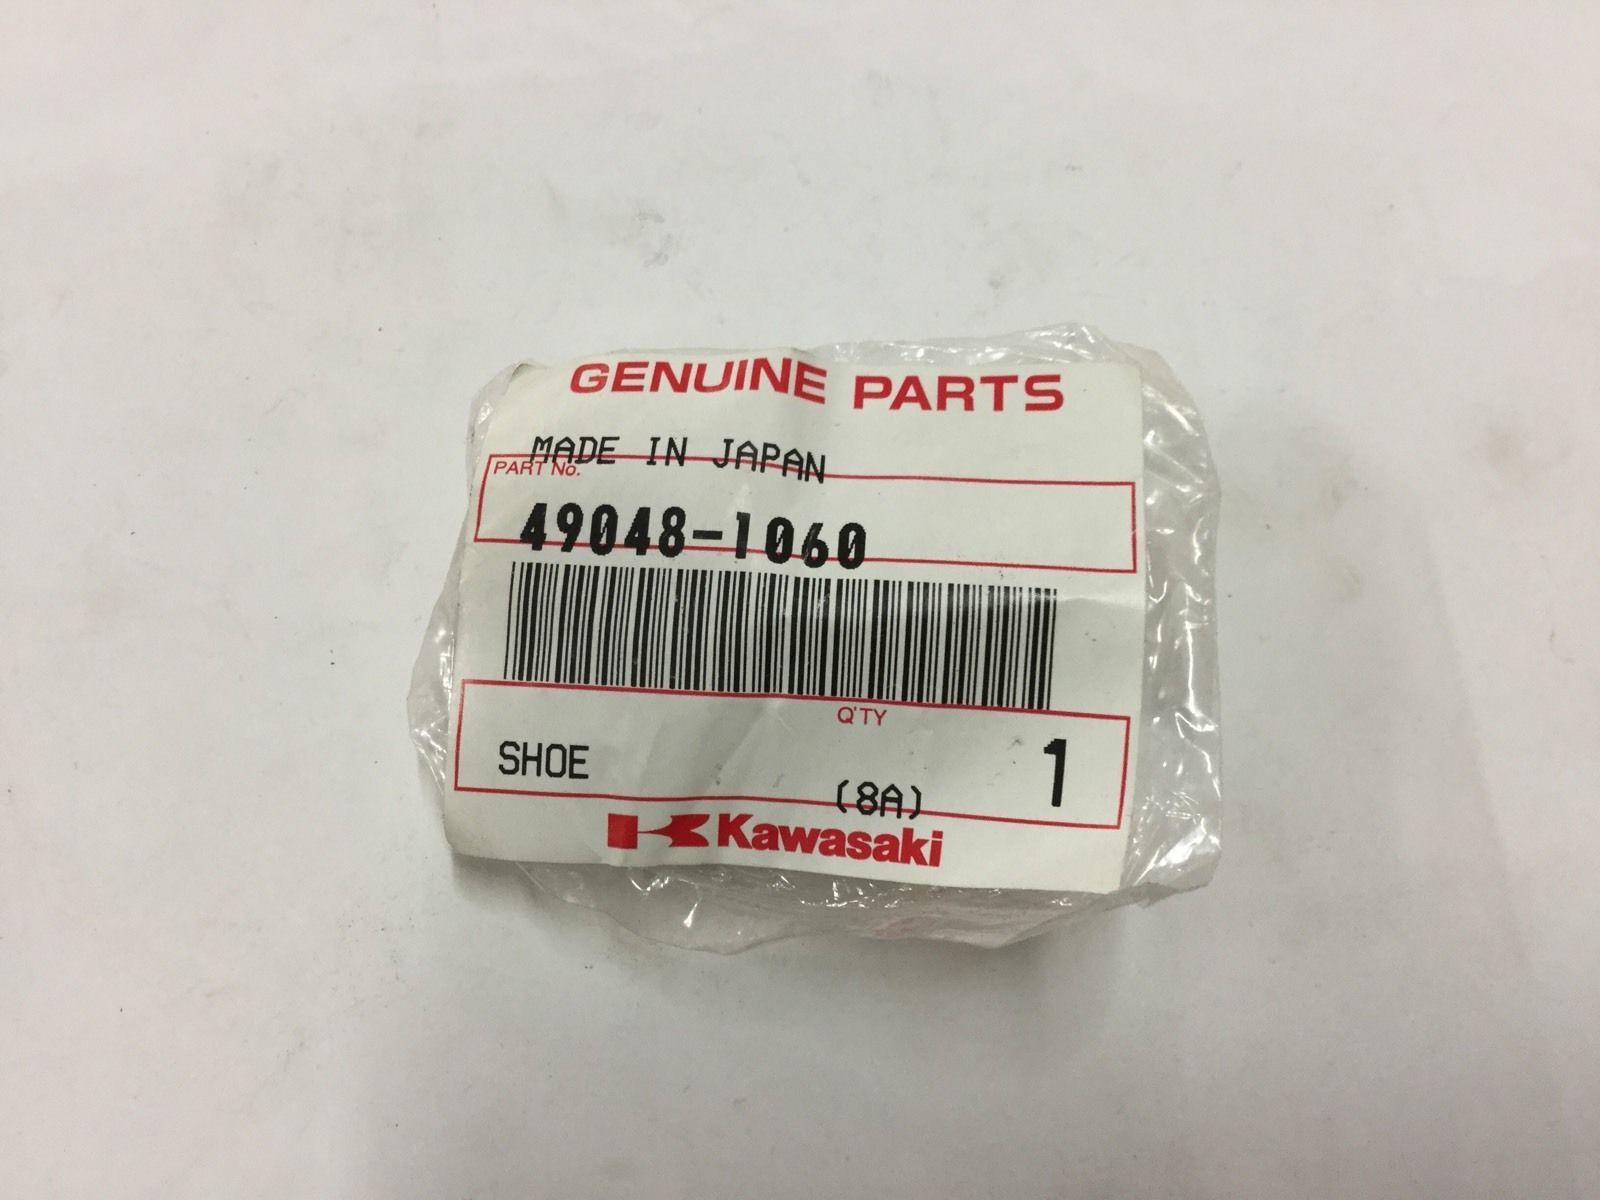 GENUINE PARTS
MADE IN JAPAN
PART No.
49048-1060
Q'TY
SHOE 1
(8A)
Kawasaki